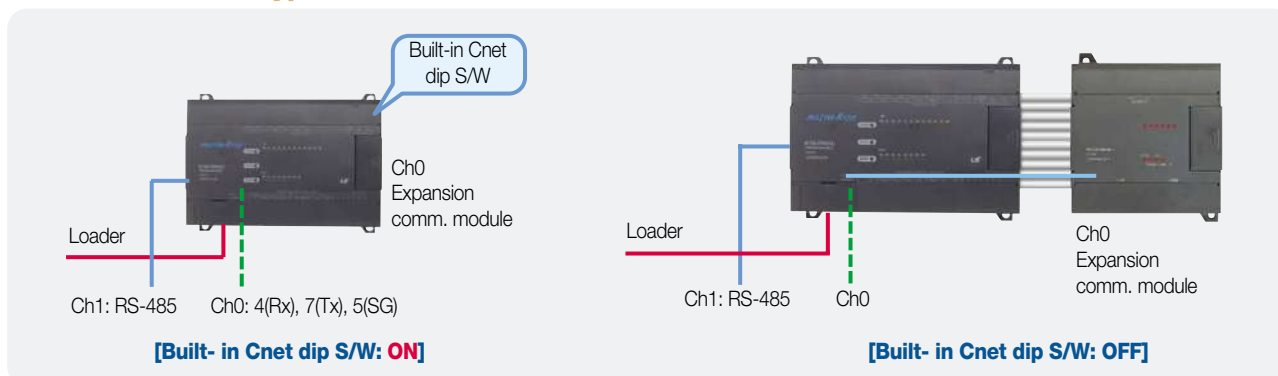 Built-in Cnet
dip S/W
Ch0
Expansion
comm. module
Loader
Ch1: RS-485
Ch0: 4(Rx), 7(Tx), 5(SG)
[Built- in Cnet dip S/W: ON]
Loader
Ch1: RS-485
Ch0
Ch0
Expansion
comm. module
[Built- in Cnet dip S/W: OFF]